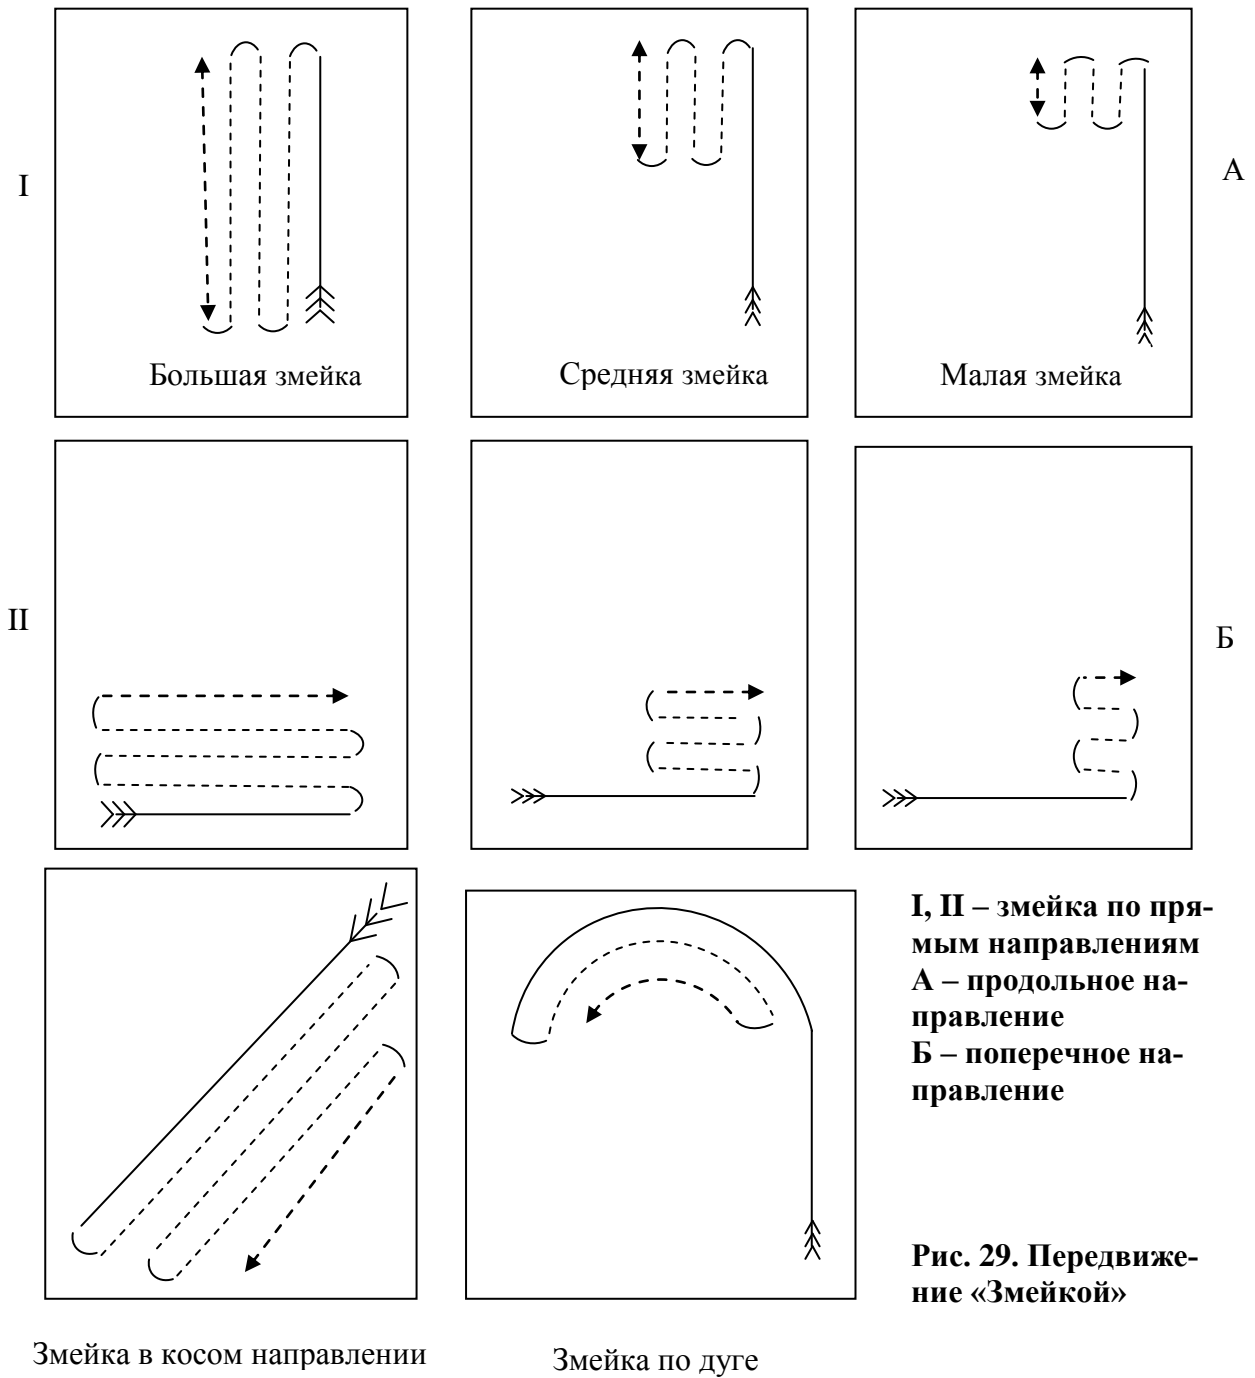 I
А
Большая змейка
Средняя змейка
Малая змейка
II
Б
I, II – змейка по пря-
мым направлениям
А – продольное на-
правление
Б – поперечное на-
правление
Рис. 29. Передвиже-
ние «Змейкой»
Змейка в косом направлении
Змейка по дуге